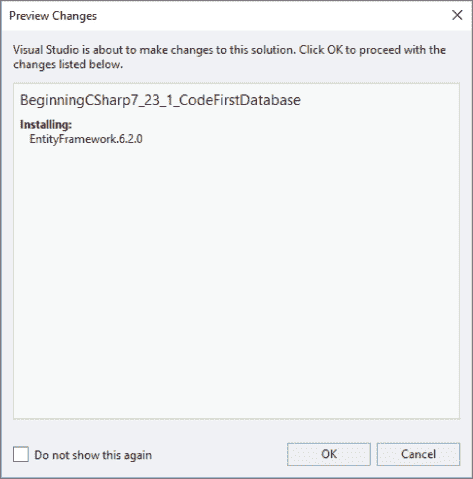 Preview Changes
Visual Studio is about to make changes to this solution. Click OK to proceed with the
changes listed below.
BeginningCSharp7_23_1_CodeFirstDatabase
Installing:
EntityFramework.6.2.0
Do not show this again
OK
Cancel